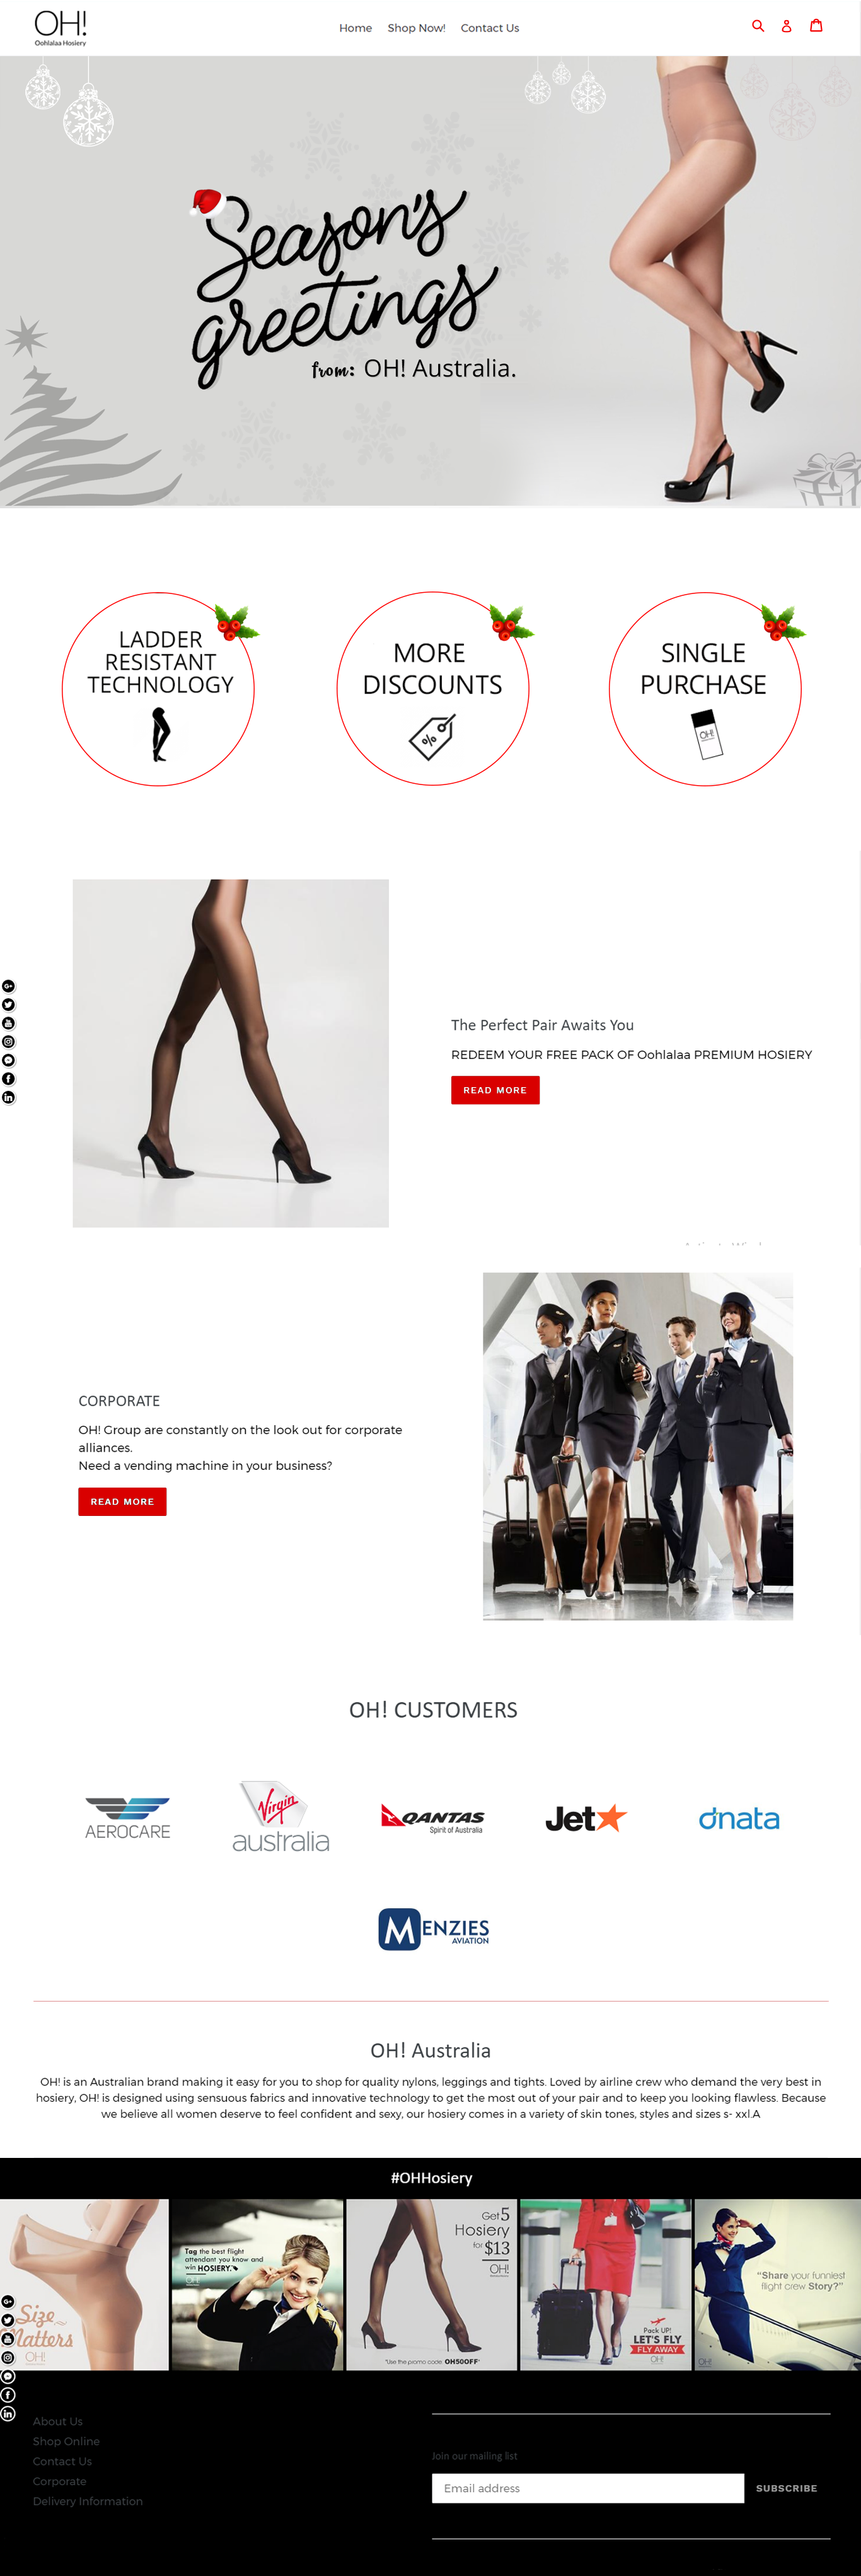 OH!
Oohlalaa Hosiery
Home Shop Now! Contact Us
Season's
greetings
from: OH! Australia.
LADDER
RESISTANT
TECHNOLOGY
MORE
DISCOUNTS
%
SINGLE
PURCHASE
OH!
The Perfect Pair Awaits You
REDEEM YOUR FREE PACK OF Oohlalaa PREMIUM HOSIERY
READ MORE
CORPORATE
OH! Group are constantly on the look out for corporate
alliances.
Need a vending machine in your business?
READ MORE
OH! CUSTOMERS
AEROCARE
Virgin
australia
QANTAS
Spirit of Australia
Jet
dnata
MENZIES
AVIATION
OH! Australia
OH! is an Australian brand making it easy for you to shop for quality nylons, leggings and tights. Loved by airline crew who demand the very best in
hosiery, OH! is designed using sensuous fabrics and innovative technology to get the most out of your pair and to keep you looking flawless. Because
we believe all women deserve to feel confident and sexy, our hosiery comes in a variety of skin tones, styles and sizes s- xxl.A
#OHHosiery
Size
Matters
OH!
Tag the best flight
attendant you know and
win HOSIERY.
OH!
Get 5
Hosiery
for $13
OH!
*Use the promo code: OH50OFF*
Pack UP!
LET'S FLY
FLY AWAY
OH!
"Share your funniest
flight crew Story?"
OH!
About Us
Shop Online
Contact Us
Corporate
Delivery Information
Join our mailing list
Email address
SUBSCRIBE